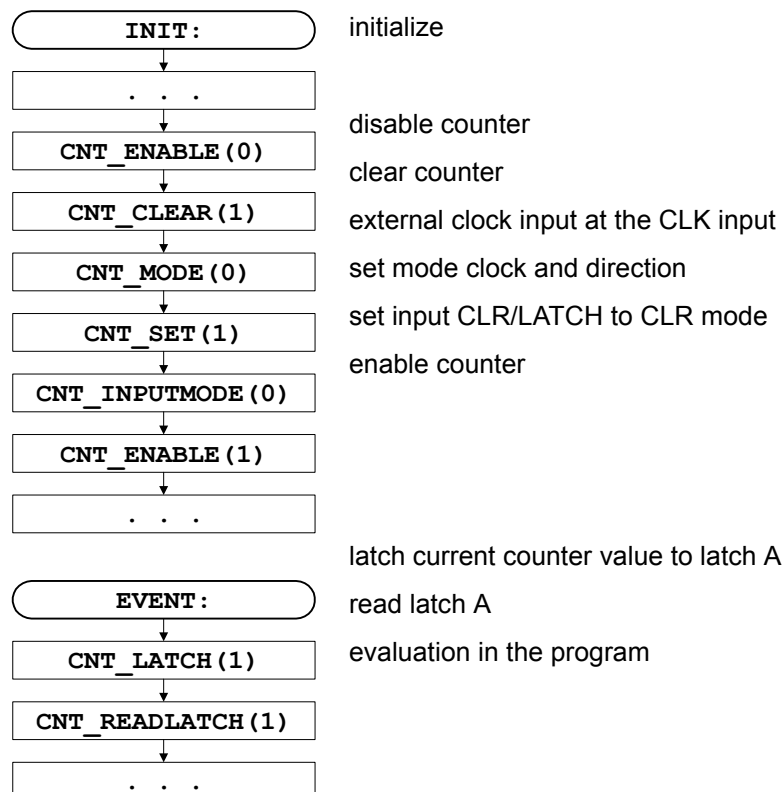 INIT:
initialize
. . .
disable counter
CNT_ENABLE(0)
clear counter
CNT_CLEAR(1)
external clock input at the CLK input
CNT_MODE(0)
set mode clock and direction
CNT_SET(1)
set input CLR/LATCH to CLR mode
enable counter
CNT_INPUTMODE(0)
CNT_ENABLE(1)
. . .
latch current counter value to latch A
EVENT:
read latch A
CNT_LATCH(1)
evaluation in the program
CNT_READLATCH(1)
. . .